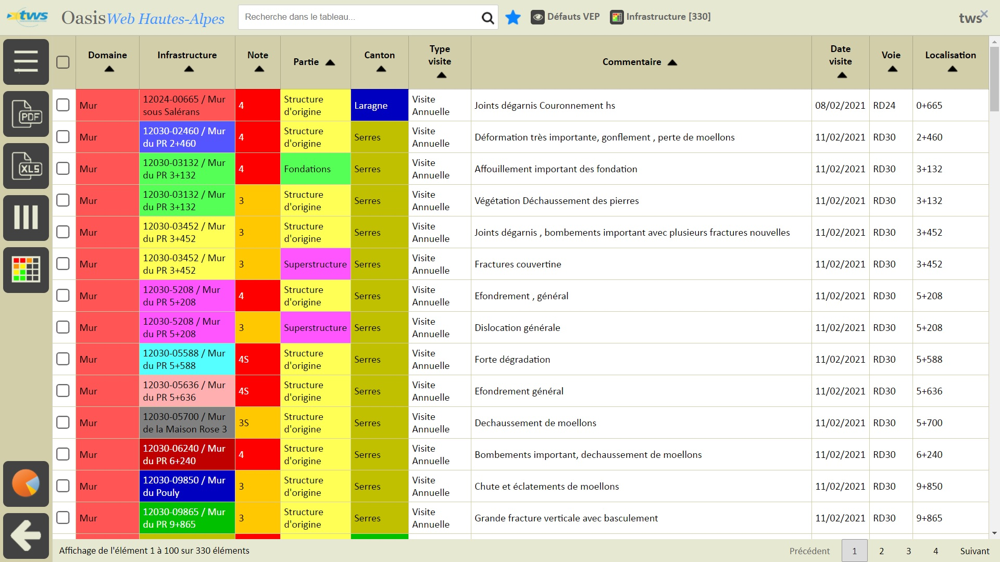 tws OasisWeb Hautes-Alpes Recherche dans le tableau... Défauts VEP Infrastructure [330] tws
Domaine Infrastructure Note Partie Canton Type visite Commentaire Date visite Voie Localisation
Mur 12024-00665 / Mur sous Salérans 4 Structure d'origine Laragne Visite Annuelle Joints dégarnis Couronnement hs 08/02/2021 RD24 0+665
PDF
Mur 12030-02460 / Mur du PR 2+460 4 Structure d'origine Serres Visite Annuelle Déformation très importante, gonflement , perte de moellons 11/02/2021 RD30 2+460
XLS
Mur 12030-03132 / Mur du PR 3+132 4 Fondations Serres Visite Annuelle Affouillement important des fondation 11/02/2021 RD30 3+132
Mur 12030-03132 / Mur du PR 3+132 3 Structure d'origine Serres Visite Annuelle Végétation Déchaussement des pierres 11/02/2021 RD30 3+132
Mur 12030-03452 / Mur du PR 3+452 3 Structure d'origine Serres Visite Annuelle Joints dégarnis , bombements important avec plusieurs fractures nouvelles 11/02/2021 RD30 3+452
Mur 12030-03452 / Mur du PR 3+452 3 Superstructure Serres Visite Annuelle Fractures couvertine 11/02/2021 RD30 3+452
Mur 12030-5208 / Mur du PR 5+208 4 Structure d'origine Serres Visite Annuelle Efondrement , général 11/02/2021 RD30 5+208
Mur 12030-5208 / Mur du PR 5+208 3 Superstructure Serres Visite Annuelle Dislocation générale 11/02/2021 RD30 5+208
Mur 12030-05588 / Mur du PR 5+588 4S Structure d'origine Serres Visite Annuelle Forte dégradation 11/02/2021 RD30 5+588
Mur 12030-05636 / Mur du PR 5+636 4S Structure d'origine Serres Visite Annuelle Efondrement général 11/02/2021 RD30 5+636
Mur 12030-05700 / Mur de la Maison Rose 3 3S Structure d'origine Serres Visite Annuelle Dechaussement de moellons 11/02/2021 RD30 5+700
Mur 12030-06240 / Mur du PR 6+240 4 Structure d'origine Serres Visite Annuelle Bombements important, dechaussement de moellons 11/02/2021 RD30 6+240
Mur 12030-09850 / Mur du Pouly 3 Structure d'origine Serres Visite Annuelle Chute et éclatements de moellons 11/02/2021 RD30 9+850
Mur 12030-09865 / Mur du PR 9+865 3 Structure d'origine Serres Visite Annuelle Grande fracture verticale avec basculement 11/02/2021 RD30 9+865
Affichage de l'élément 1 à 100 sur 330 éléments Précédent 1 2 3 4 Suivant